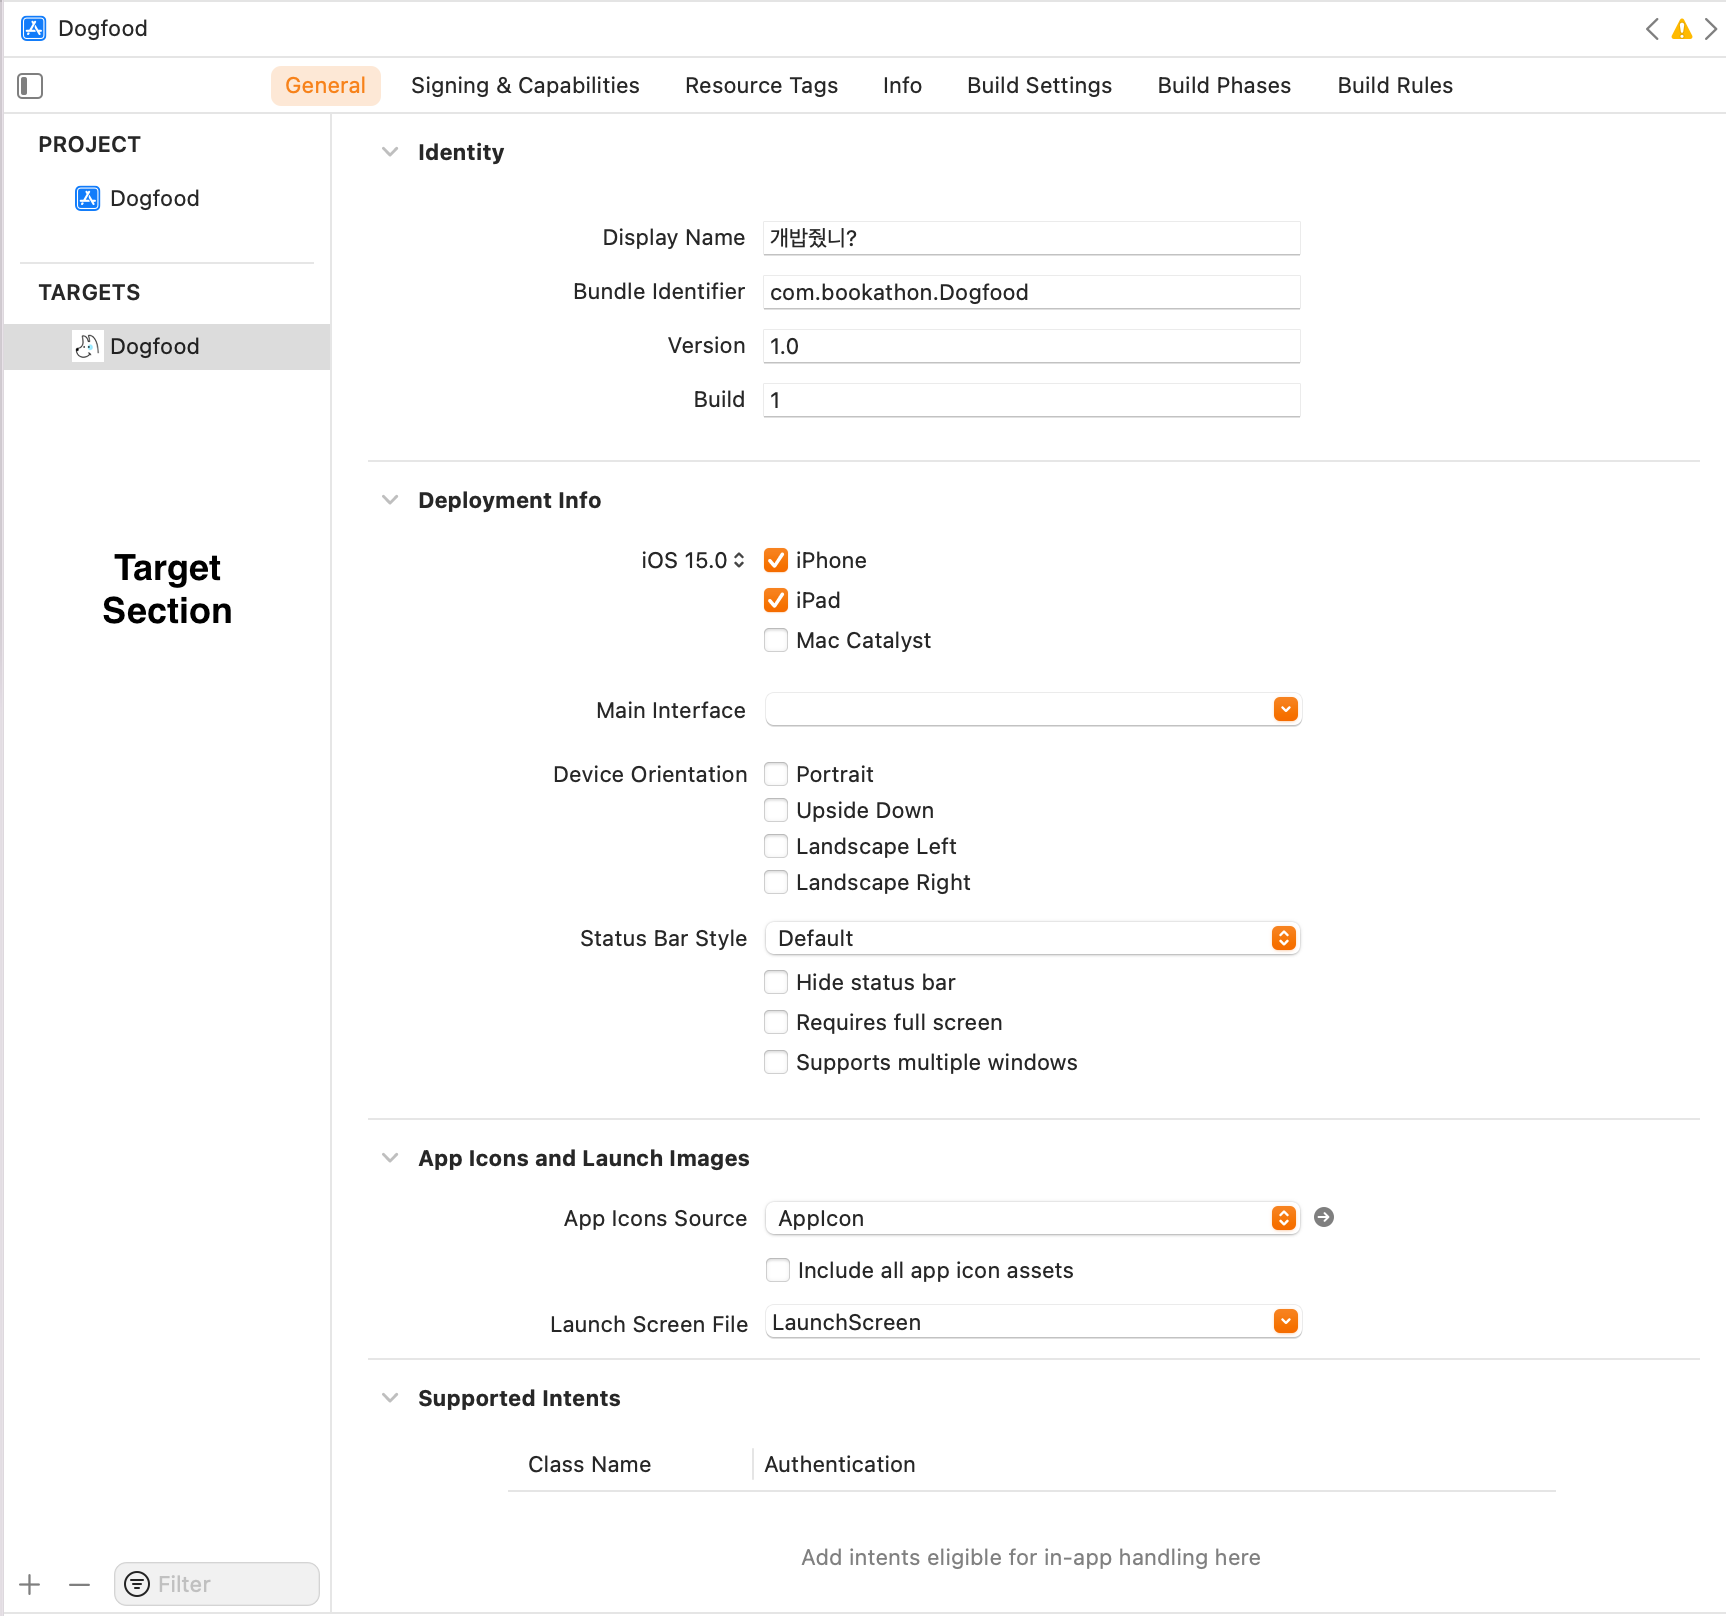 Dogfood
General Signing & Capabilities Resource Tags Info Build Settings Build Phases Build Rules
PROJECT
Dogfood
TARGETS
Dogfood
Target
Section
Filter
Identity
Display Name 개밥줬니?
Bundle Identifier com.bookathon.Dogfood
Version 1.0
Build 1
Deployment Info
iOS 15.0 iPhone
iPad
Mac Catalyst
Main Interface
Device Orientation Portrait
Upside Down
Landscape Left
Landscape Right
Status Bar Style Default
Hide status bar
Requires full screen
Supports multiple windows
App Icons and Launch Images
App Icons Source AppIcon
Include all app icon assets
Launch Screen File LaunchScreen
Supported Intents
Class Name Authentication
Add intents eligible for in-app handling here